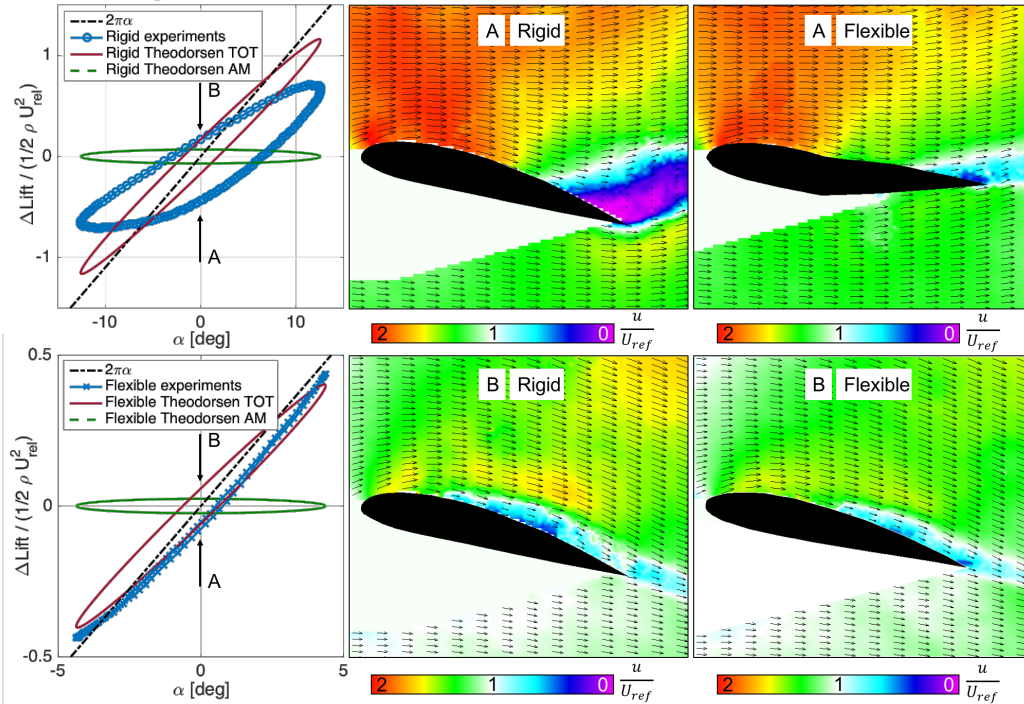 1
0
-1
ΔLift / (1/2 ρ U²rel)
2πα
Rigid experiments
Rigid Theodorsen TOT
Rigid Theodorsen AM
B
A
-10
0
10
α [deg]
A Rigid
2 1 0
u
Uref
A Flexible
2 1 0
u
Uref
0.5
0
-0.5
ΔLift / (1/2 ρ U²rel)
2πα
Flexible experiments
Flexible Theodorsen TOT
Flexible Theodorsen AM
B
A
-5
0
5
α [deg]
B Rigid
2 1 0
u
Uref
B Flexible
2 1 0
u
Uref